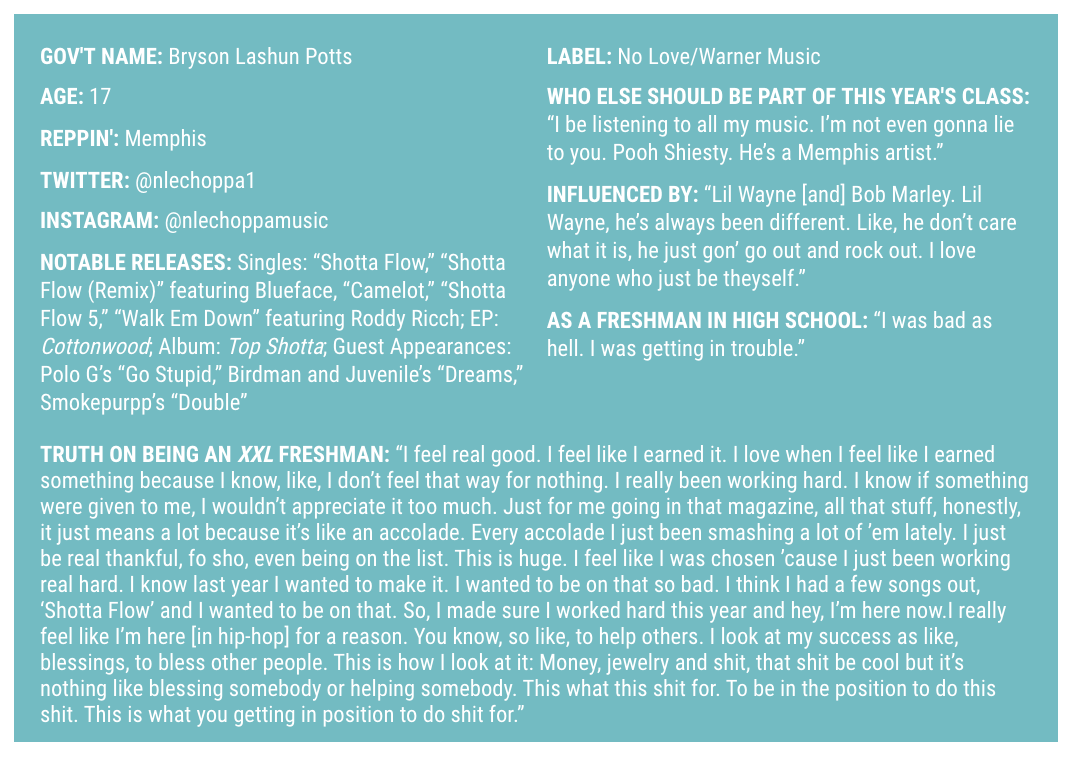 GOV'T NAME: Bryson Lashun Potts
AGE: 17
REPPIN': Memphis
TWITTER: @nlechoppa1
INSTAGRAM: @nlechoppamusic
NOTABLE RELEASES: Singles: “Shotta Flow,” “Shotta
Flow (Remix)” featuring Blueface, “Camelot,” “Shotta
Flow 5,” “Walk Em Down” featuring Roddy Ricch; EP:
Cottonwood; Album: Top Shotta; Guest Appearances:
Polo G’s “Go Stupid,” Birdman and Juvenile’s “Dreams,”
Smokepurpp’s “Double”
LABEL: No Love/Warner Music
WHO ELSE SHOULD BE PART OF THIS YEAR'S CLASS:
“I be listening to all my music. I’m not even gonna lie
to you. Pooh Shiesty. He’s a Memphis artist.”
INFLUENCED BY: “Lil Wayne [and] Bob Marley. Lil
Wayne, he’s always been different. Like, he don’t care
what it is, he just gon’ go out and rock out. I love
anyone who just be theyself.”
AS A FRESHMAN IN HIGH SCHOOL: “I was bad as
hell. I was getting in trouble.”
TRUTH ON BEING AN XXL FRESHMAN: “I feel real good. I feel like I earned it. I love when I feel like I earned
something because I know, like, I don’t feel that way for nothing. I really been working hard. I know if something
were given to me, I wouldn’t appreciate it too much. Just for me going in that magazine, all that stuff, honestly,
it just means a lot because it’s like an accolade. Every accolade I just been smashing a lot of ’em lately. I just
be real thankful, fo sho, even being on the list. This is huge. I feel like I was chosen ’cause I just been working
real hard. I know last year I wanted to make it. I wanted to be on that so bad. I think I had a few songs out,
‘Shotta Flow’ and I wanted to be on that. So, I made sure I worked hard this year and hey, I’m here now.I really
feel like I’m here [in hip-hop] for a reason. You know, so like, to help others. I look at my success as like,
blessings, to bless other people. This is how I look at it: Money, jewelry and shit, that shit be cool but it’s
nothing like blessing somebody or helping somebody. This what this shit for. To be in the position to do this
shit. This is what you getting in position to do shit for.”